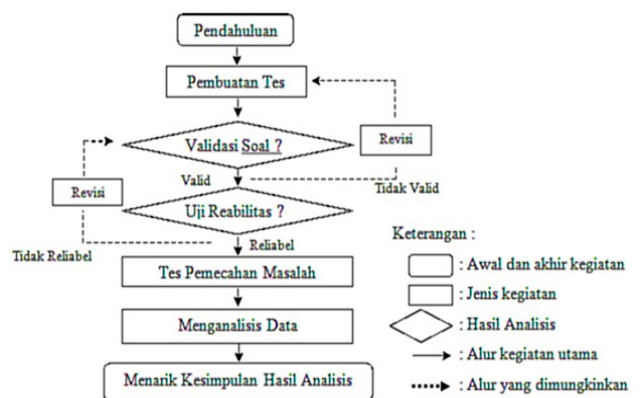 Pendahuluan
Pembuatan Tes
Validasi Soal ?
Revisi
Valid
Tidak Valid
Revisi
Uji Reabilitas ?
Tidak Reliabel
Reliabel
Tes Pemecahan Masalah
Menganalisis Data
Menarik Kesimpulan Hasil Analisis
Keterangan :
: Awal dan akhir kegiatan
: Jenis kegiatan
: Hasil Analisis
: Alur kegiatan utama
: Alur yang dimungkinkan